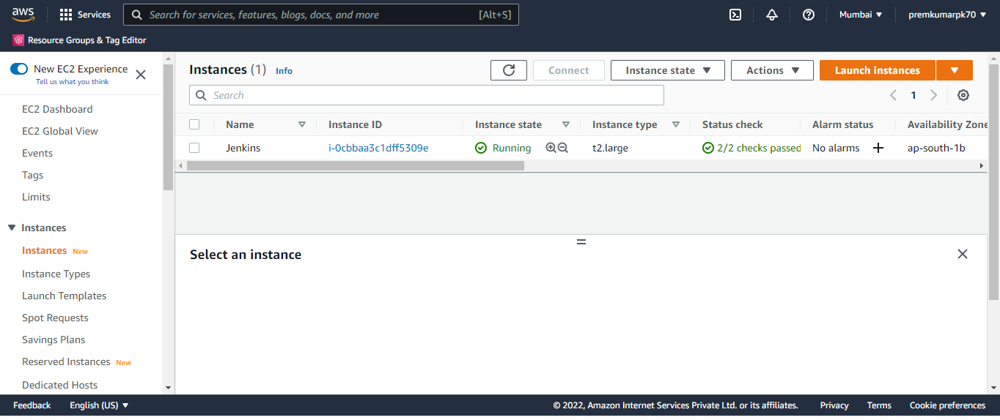 aws Services Search for services, features, blogs, docs, and more [Alt+S] Mumbai premkumarpk70
Resource Groups & Tag Editor
New EC2 Experience
Tell us what you think
EC2 Dashboard
EC2 Global View
Events
Tags
Limits
Instances
Instances New
Instance Types
Launch Templates
Spot Requests
Savings Plans
Reserved Instances New
Dedicated Hosts
Instances (1) Info Connect Instance state Actions Launch instances
Search 1
Name Instance ID Instance state Instance type Status check Alarm status Availability Zone
Jenkins i-0cbbaa3c1dff5309e Running t2.large 2/2 checks passed No alarms + ap-south-1b
Select an instance
Feedback English (US) © 2022, Amazon Internet Services Private Ltd. or its affiliates. Privacy Terms Cookie preferences